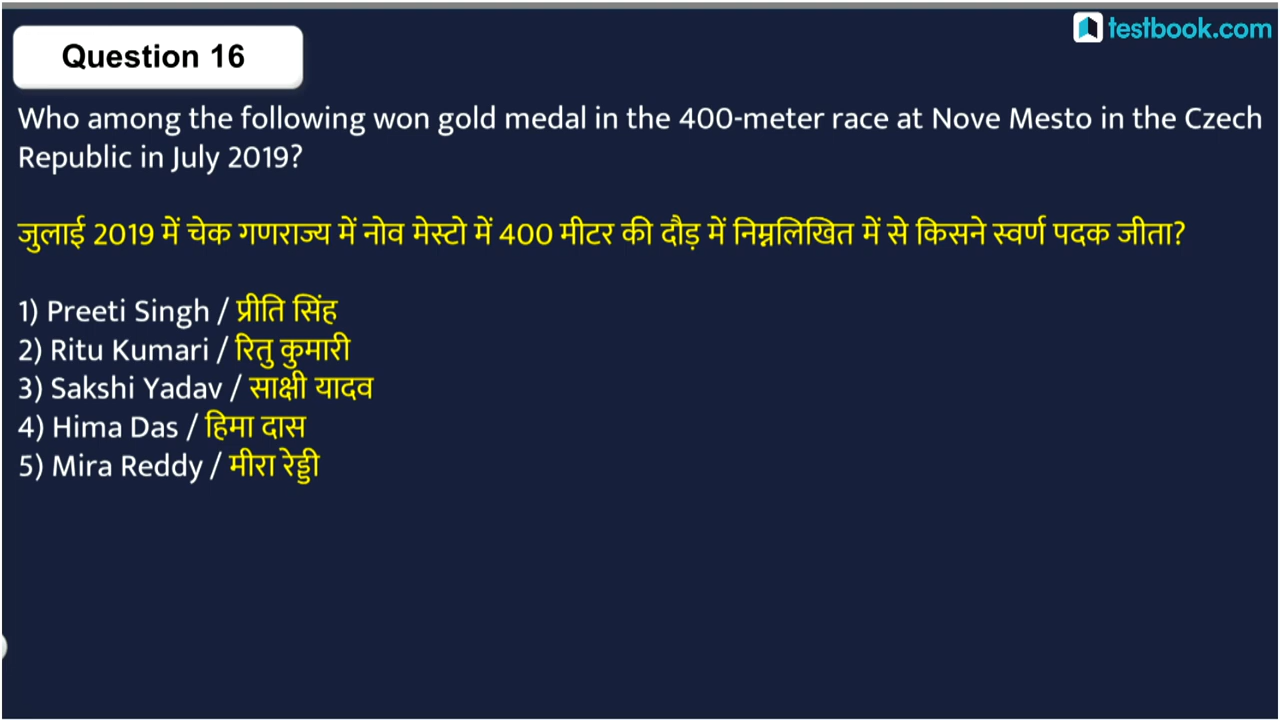 testbook.com
Question 16
Who among the following won gold medal in the 400-meter race at Nove Mesto in the Czech
Republic in July 2019?
जुलाई 2019 में चेक गणराज्य में नोव मेस्टो में 400 मीटर की दौड़ में निम्नलिखित में से किसने स्वर्ण पदक जीता?
1) Preeti Singh / प्रीति सिंह
2) Ritu Kumari / रितु कुमारी
3) Sakshi Yadav / साक्षी यादव
4) Hima Das / हिमा दास
5) Mira Reddy / मीरा रेड्डी